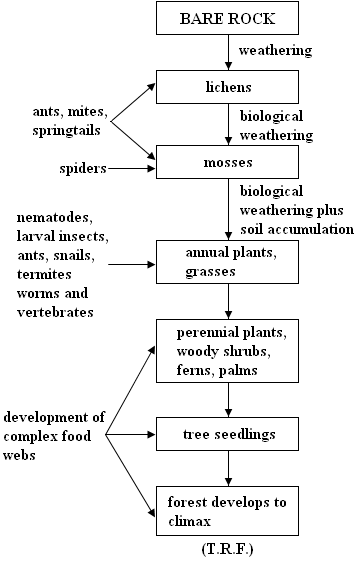 BARE ROCK
weathering
lichens
ants, mites,
springtails
biological
weathering
spiders
mosses
biological
weathering plus
soil accumulation
nematodes,
larval insects,
ants, snails,
termites
worms and
vertebrates
annual plants,
grasses
perennial plants,
woody shrubs,
ferns, palms
development of
complex food
webs
tree seedlings
forest develops to
climax
(T.R.F.)